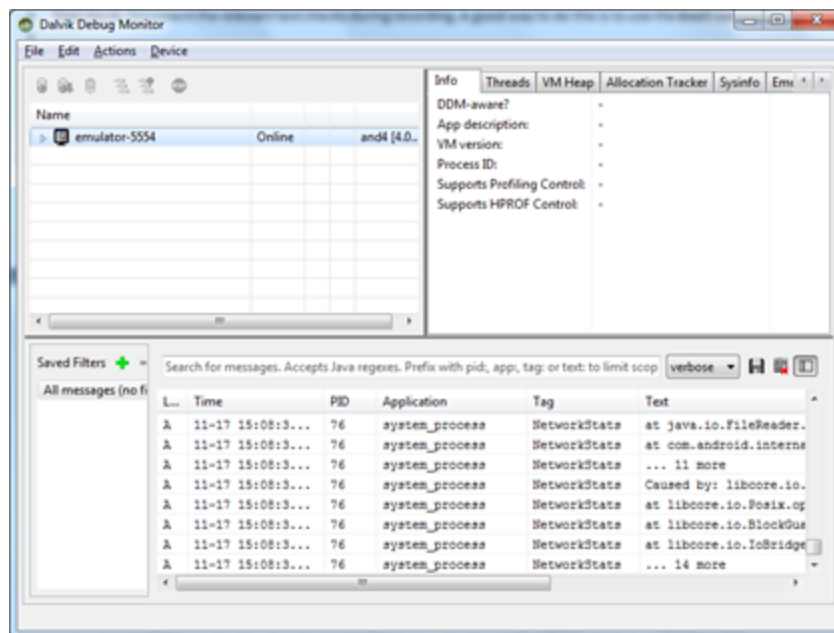 Dalvik Debug Monitor
File Edit Actions Device
Info Threads VM Heap Allocation Tracker Sysinfo Emu
Name
emulator-5554 Online and4 [4.0...
DDM-aware? -
App description: -
VM version: -
Process ID: -
Supports Profiling Control: -
Supports HPROF Control: -
Saved Filters
Search for messages. Accepts Java regexes. Prefix with pid:, app:, tag: or text: to limit scop verbose
All messages (no fi
L... Time PID Application Tag Text
A 11-17 15:08:3... 76 system_process NetworkStats at java.io.FileReader.
A 11-17 15:08:3... 76 system_process NetworkStats at com.android.interna
A 11-17 15:08:3... 76 system_process NetworkStats ... 11 more
A 11-17 15:08:3... 76 system_process NetworkStats Caused by: libcore.io.
A 11-17 15:08:3... 76 system_process NetworkStats at libcore.io.Posix.op
A 11-17 15:08:3... 76 system_process NetworkStats at libcore.io.BlockGua
A 11-17 15:08:3... 76 system_process NetworkStats at libcore.io.IoBridge
A 11-17 15:08:3... 76 system_process NetworkStats ... 14 more